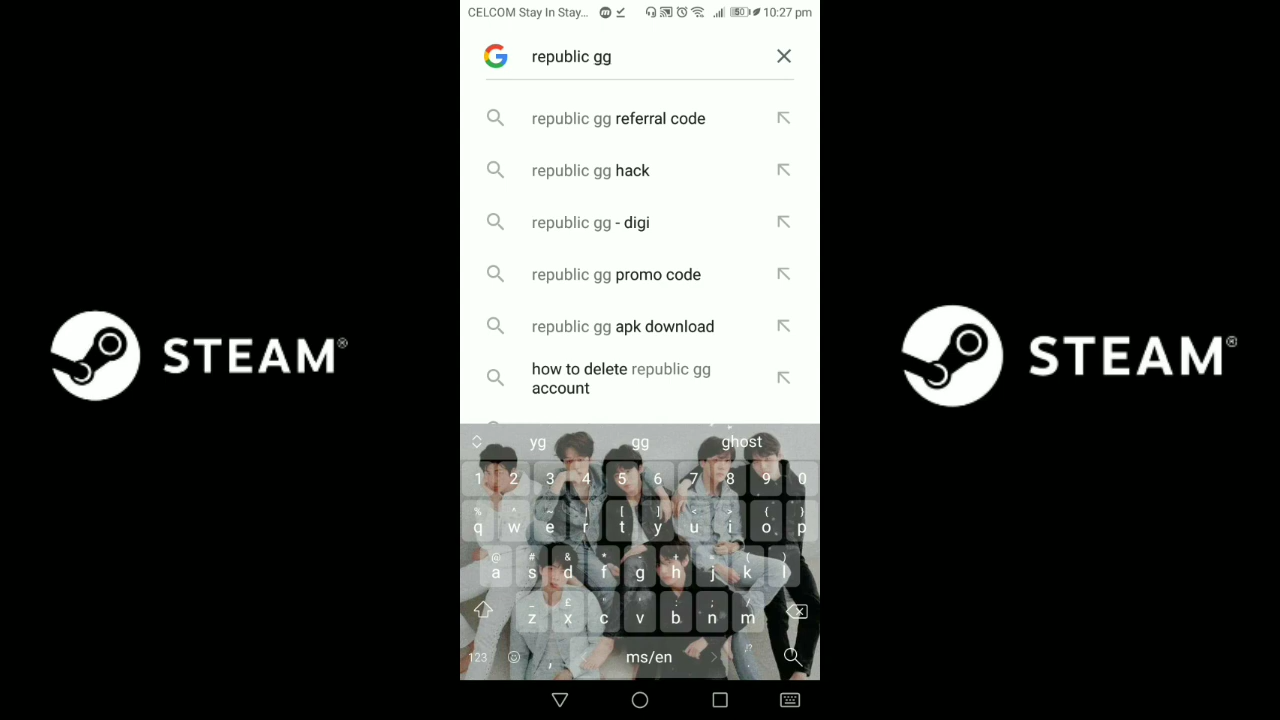 CELCOM Stay In Stay... 50 10:27 pm
republic gg
republic gg referral code
republic gg hack
republic gg - digi
republic gg promo code
republic gg apk download
how to delete republic gg
account
STEAM®
STEAM®
yg gg ghost
1 2 3 4 5 6 7 8 9 0
% ^ ~ | [ ] < > { }
q w e r t y u i o p
@ # & * - + = ( )
a s d f g h j k l
_ £ " ' : ; /
z x c v b n m
123 , ms/en .